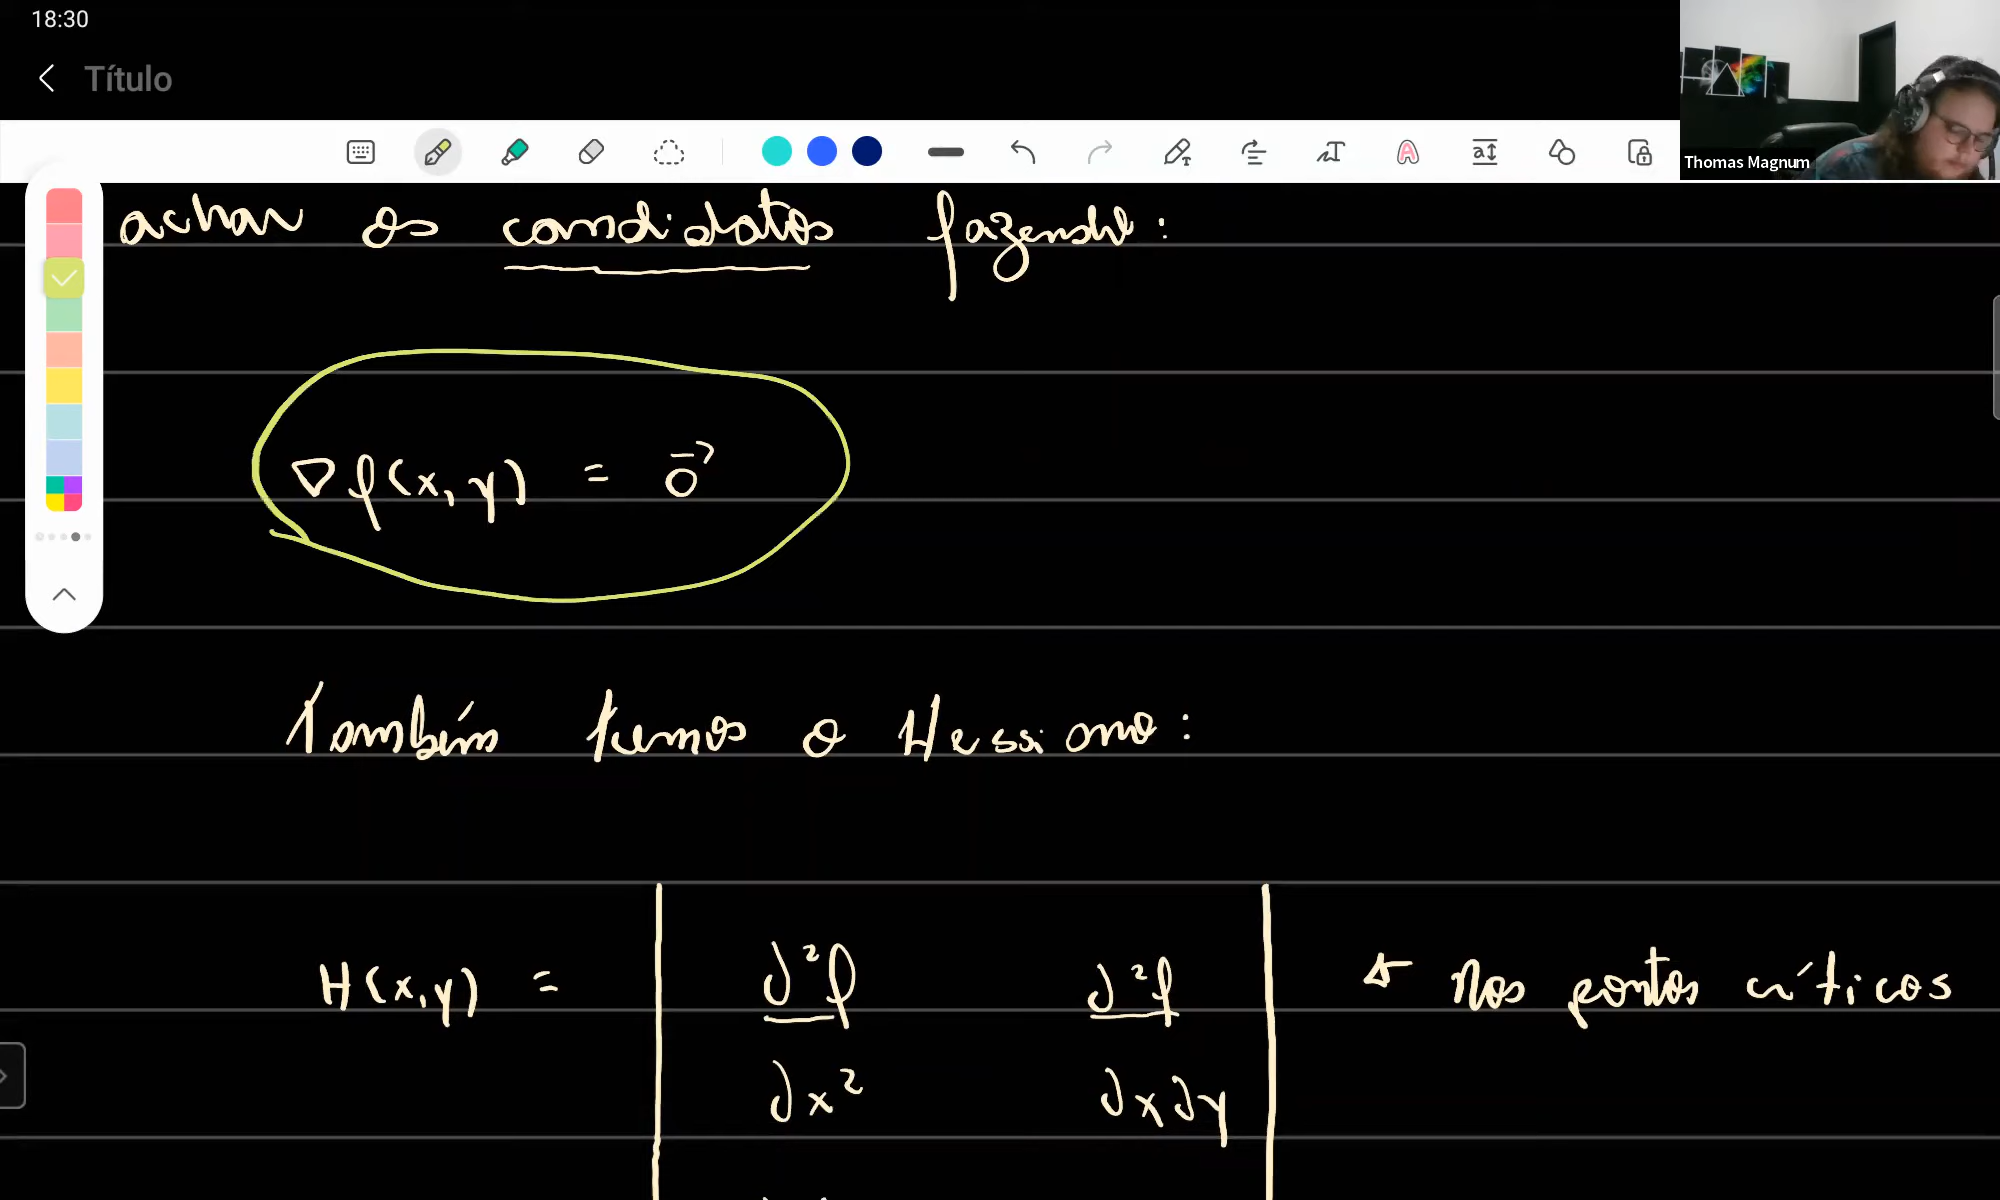 18:30
Título
Thomas Magnum
achar os candidatos fazendo:
∇f(x,y) = 0⃗
Também temos o Hessiano:
H(x,y) = | ∂²f/∂x² ∂²f/∂x∂y | * Nos pontos críticos